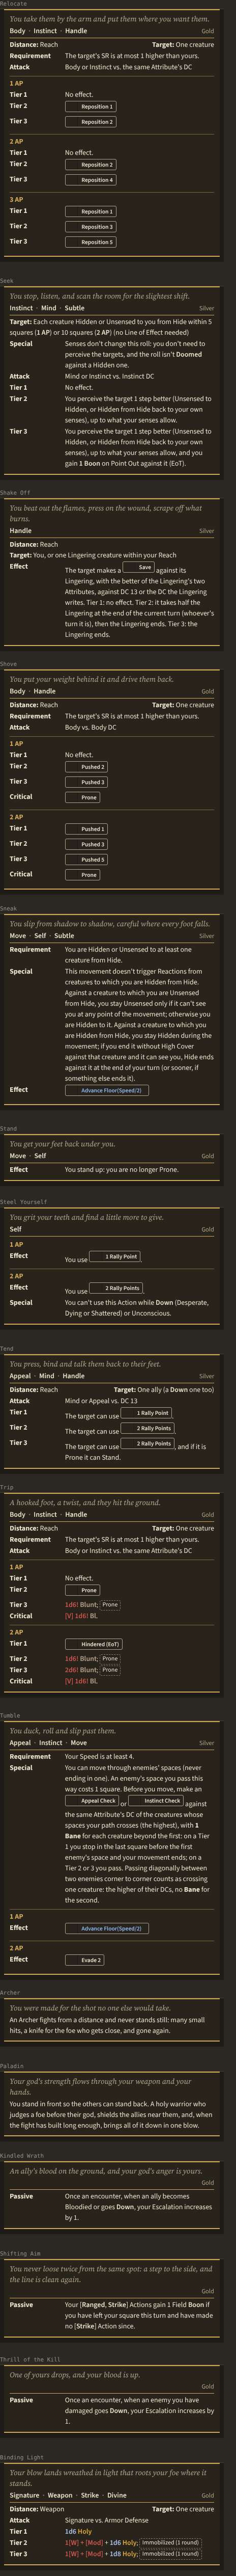 Relocate
You take them by the arm and put them where you want them.
Body · Instinct · Handle Gold
Distance: Reach Target: One creature
Requirement The target's SR is at most 1 higher than yours.
Attack Body or Instinct vs. the same Attribute's DC
1 AP
Tier 1 No effect.
Tier 2 Reposition 1
Tier 3 Reposition 2
2 AP
Tier 1 No effect.
Tier 2 Reposition 2
Tier 3 Reposition 4
3 AP
Tier 1 Reposition 1
Tier 2 Reposition 3
Tier 3 Reposition 5
Seek
You stop, listen, and scan the room for the slightest shift.
Instinct · Mind · Subtle Silver
Target: Each creature Hidden or Unsensed to you from Hide within 5
squares (1 AP) or 10 squares (2 AP) (no Line of Effect needed)
Special Senses don't change this roll: you don't need to
perceive the targets, and the roll isn't Doomed
against a Hidden one.
Attack Mind or Instinct vs. Instinct DC
Tier 1 No effect.
Tier 2 You perceive the target 1 step better (Unsensed to
Hidden, or Hidden from Hide back to your own
senses), up to what your senses allow.
Tier 3 You perceive the target 1 step better (Unsensed to
Hidden, or Hidden from Hide back to your own
senses), up to what your senses allow, and you
gain 1 Boon on Point Out against it (EoT).
Shake Off
You beat out the flames, press on the wound, scrape off what
burns.
Handle Silver
Distance: Reach
Target: You, or one Lingering creature within your Reach
Effect The target makes a Save against its
Lingering, with the better of the Lingering's two
Attributes, against DC 13 or the DC the Lingering
writes. Tier 1: no effect. Tier 2: it takes half the
Lingering at the end of the current turn (whoever's
turn it is), then the Lingering ends. Tier 3: the
Lingering ends.
Shove
You put your weight behind it and drive them back.
Body · Handle Gold
Distance: Reach Target: One creature
Requirement The target's SR is at most 1 higher than yours.
Attack Body vs. Body DC
1 AP
Tier 1 No effect.
Tier 2 Pushed 2
Tier 3 Pushed 3
Critical Prone
2 AP
Tier 1 Pushed 1
Tier 2 Pushed 3
Tier 3 Pushed 5
Critical Prone
Sneak
You slip from shadow to shadow, careful where every foot falls.
Move · Self · Subtle Silver
Requirement You are Hidden or Unsensed to at least one
creature from Hide.
Special This movement doesn't trigger Reactions from
creatures to which you are Hidden from Hide.
Against a creature to which you are Unsensed
from Hide, you stay Unsensed only if it can't see
you at any point of the movement; otherwise you
are Hidden to it. Against a creature to which you
are Hidden from Hide, you stay Hidden during the
movement; if you end it without High Cover
against that creature and it can see you, Hide ends
against it at the end of your turn (or sooner, if
something else ends it).
Effect Advance Floor(Speed/2)
Stand
You get your feet back under you.
Move · Self Gold
Effect You stand up: you are no longer Prone.
Steel Yourself
You grit your teeth and find a little more to give.
Self Gold
1 AP
Effect You use 1 Rally Point.
2 AP
Effect You use 2 Rally Points.
Special You can't use this Action while Down (Desperate,
Dying or Shattered) or Unconscious.
Tend
You press, bind and talk them back to their feet.
Appeal · Mind · Handle Gold
Distance: Reach Target: One ally (a Down one too)
Attack Mind or Appeal vs. DC 13
Tier 1 The target can use 1 Rally Point.
Tier 2 The target can use 2 Rally Points.
Tier 3 The target can use 2 Rally Points, and if it is
Prone it can Stand.
Trip
A hooked foot, a twist, and they hit the ground.
Body · Instinct · Handle Gold
Distance: Reach Target: One creature
Requirement The target's SR is at most 1 higher than yours.
Attack Body or Instinct vs. the same Attribute's DC
1 AP
Tier 1 No effect.
Tier 2 Prone
Tier 3 1d6! Blunt; Prone
Critical [V] 1d6! Bl.
2 AP
Tier 1 Hindered (EoT)
Tier 2 1d6! Blunt; Prone
Tier 3 2d6! Blunt; Prone
Critical [V] 1d6! Bl.
Tumble
You duck, roll and slip past them.
Appeal · Instinct · Move Silver
Requirement Your Speed is at least 4.
Special You can move through enemies' spaces (never
ending in one). An enemy's space you pass this
way costs 1 square. Before you move, make an
Appeal Check or Instinct Check against
the same Attribute's DC of the creatures whose
spaces your path crosses (the highest), with 1
Bane for each creature beyond the first: on a Tier
1 you stop in the last square before the first
enemy's space and your movement ends; on a
Tier 2 or 3 you pass. Passing diagonally between
two enemies corner to corner counts as crossing
one creature: the higher of their DCs, no Bane for
the second.
1 AP
Effect Advance Floor(Speed/2)
2 AP
Effect Evade 2
Archer
You were made for the shot no one else would take.
An Archer fights from a distance and never stands still: many small
hits, a knife for the foe who gets close, and gone again.
Paladin
Your god's strength flows through your weapon and your
hands.
You stand in front so the others can stand back. A holy warrior who
judges a foe before their god, shields the allies near them, and, when
the fight has built long enough, brings all of it down in one blow.
Kindled Wrath
An ally's blood on the ground, and your god's anger is yours.
Gold
Passive Once an encounter, when an ally becomes
Bloodied or goes Down, your Escalation increases
by 1.
Shifting Aim
You never loose twice from the same spot: a step to the side, and
the line is clean again.
Gold
Passive Your [Ranged, Strike] Actions gain 1 Field Boon if
you have left your square this turn and have made
no [Strike] Action since.
Thrill of the Kill
One of yours drops, and your blood is up.
Gold
Passive Once an encounter, when an enemy you have
damaged goes Down, your Escalation increases by
1.
Binding Light
Your blow lands wreathed in light that roots your foe where it
stands.
Signature · Weapon · Strike · Divine Gold
Distance: Weapon Target: One creature
Attack Signature vs. Armor Defense
Tier 1 1d6 Holy
Tier 2 1[W] + [Mod] + 1d6 Holy; Immobilized (1 round)
Tier 3 1[W] + [Mod] + 1d8 Holy; Immobilized (1 round)